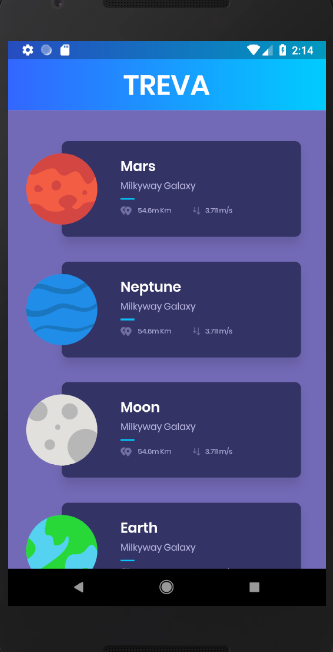 2:14
TREVA
Mars
Milkyway Galaxy
54.6m Km 3.711 m/s
Neptune
Milkyway Galaxy
54.6m Km 3.711 m/s
Moon
Milkyway Galaxy
54.6m Km 3.711 m/s
Earth
Milkyway Galaxy